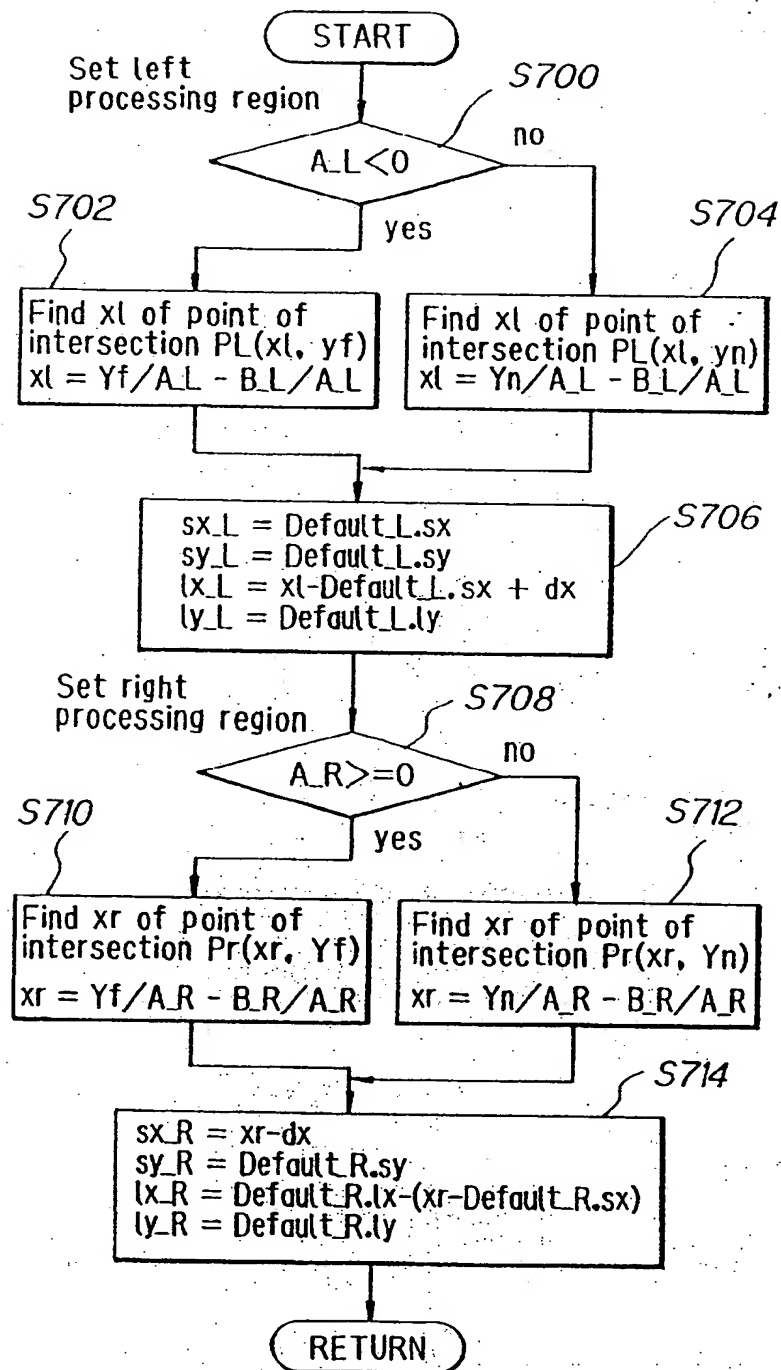 START
Set left
processing region
S700
A_L<0
no
yes
S702
S704
Find xl of point of
intersection PL(xl, yf)
xl = Yf/A_L - B_L/A_L
Find xl of point of
intersection PL(xl, yn)
xl = Yn/A_L - B_L/A_L
S706
sx_L = Default_L.sx
sy_L = Default_L.sy
lx_L = xl-Default_L.sx + dx
ly_L = Default_L.ly
Set right
processing region
S708
A_R>=0
no
yes
S710
S712
Find xr of point of
intersection Pr(xr, Yf)
xr = Yf/A_R - B_R/A_R
Find xr of point of
intersection Pr(xr, Yn)
xr = Yn/A_R - B_R/A_R
S714
sx_R = xr-dx
sy_R = Default_R.sy
lx_R = Default_R.lx-(xr-Default_R.sx)
ly_R = Default_R.ly
RETURN